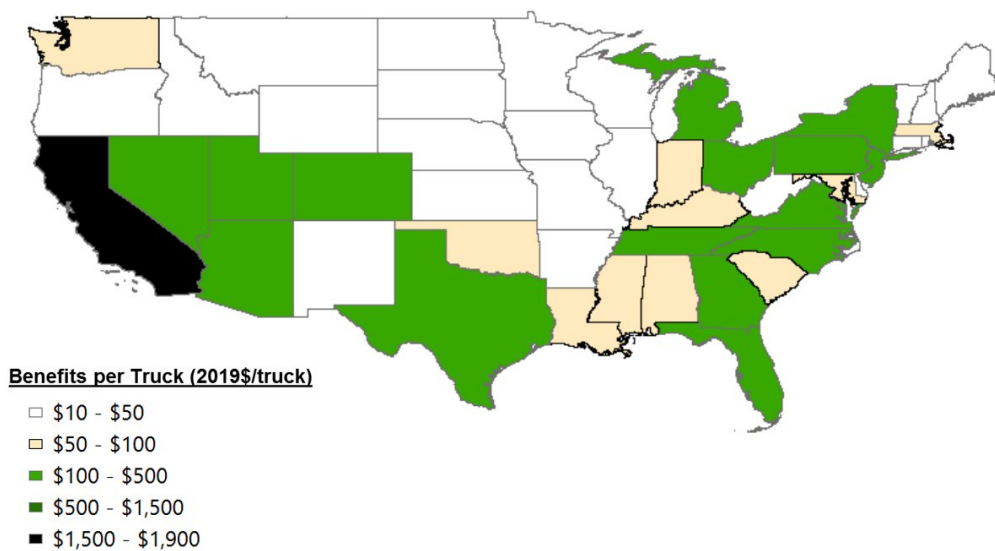 Benefits per Truck (2019$/truck)
$10 - $50
$50 - $100
$100 - $500
$500 - $1,500
$1,500 - $1,900